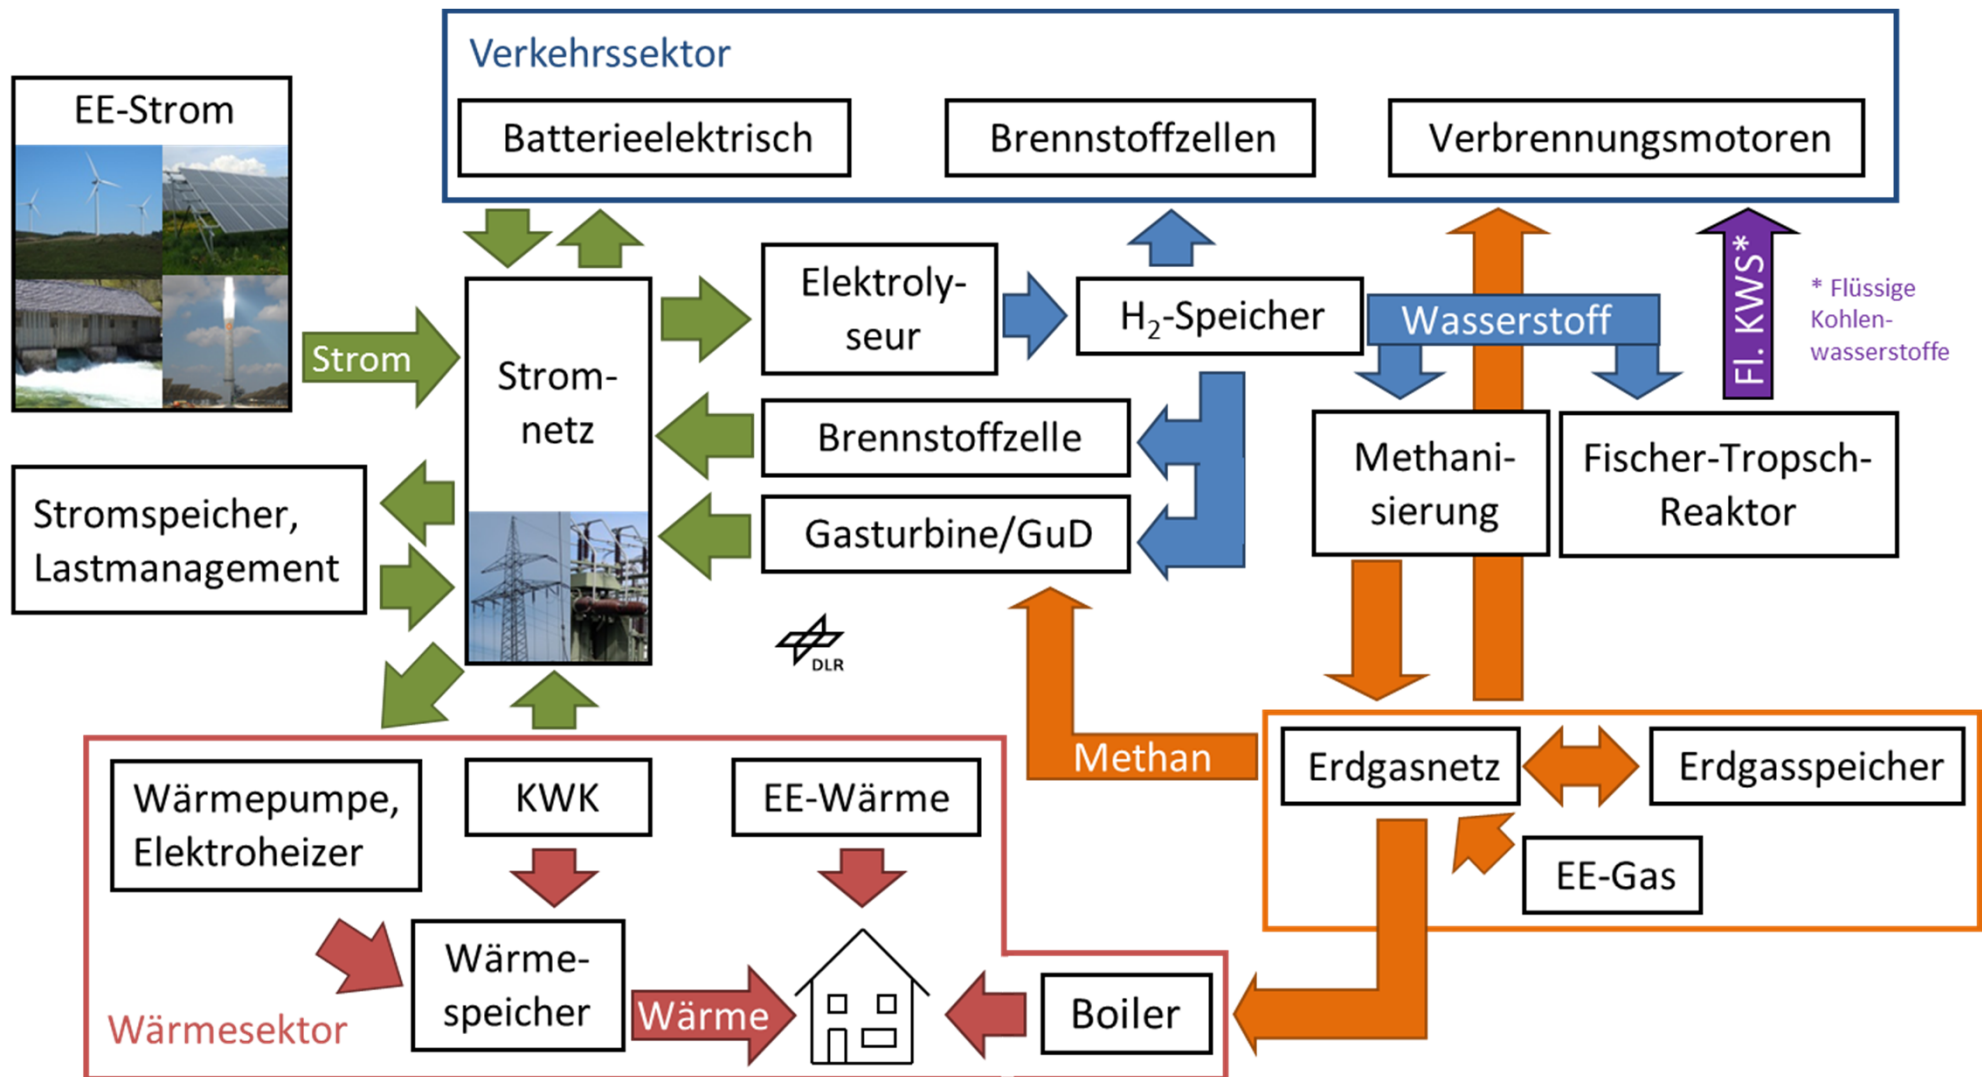 Verkehrssektor
EE-Strom
Batterieelektrisch
Brennstoffzellen
Verbrennungsmotoren
Strom
Strom-
netz
Elektroly-
seur
H₂-Speicher
Wasserstoff
Fl. KWS*
* Flüssige
Kohlen-
wasserstoffe
Brennstoffzelle
Gasturbine/GuD
Methani-
sierung
Fischer-Tropsch-
Reaktor
Stromspeicher,
Lastmanagement
DLR
Methan
Erdgasnetz
Erdgasspeicher
EE-Gas
Wärmepumpe,
Elektroheizer
KWK
EE-Wärme
Wärme-
speicher
Wärme
Boiler
Wärmesektor